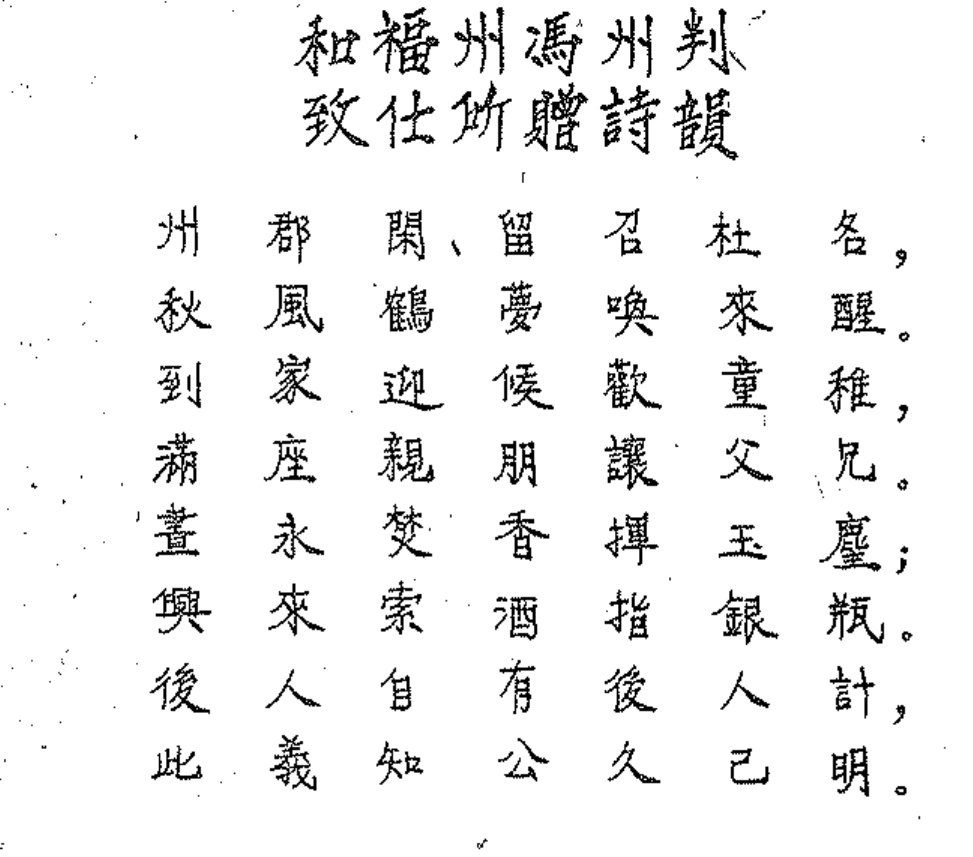 和福州馮州判
致仕所贈詩韻
州郡閑、留召杜名，
秋風鶴夢喚來醒。
到家迎候歡童稚，
滿座親朋讓父兄。
晝永焚香揮玉麈；
興來索酒指銀瓶。
後人自有後人計，
此義知公久已明。